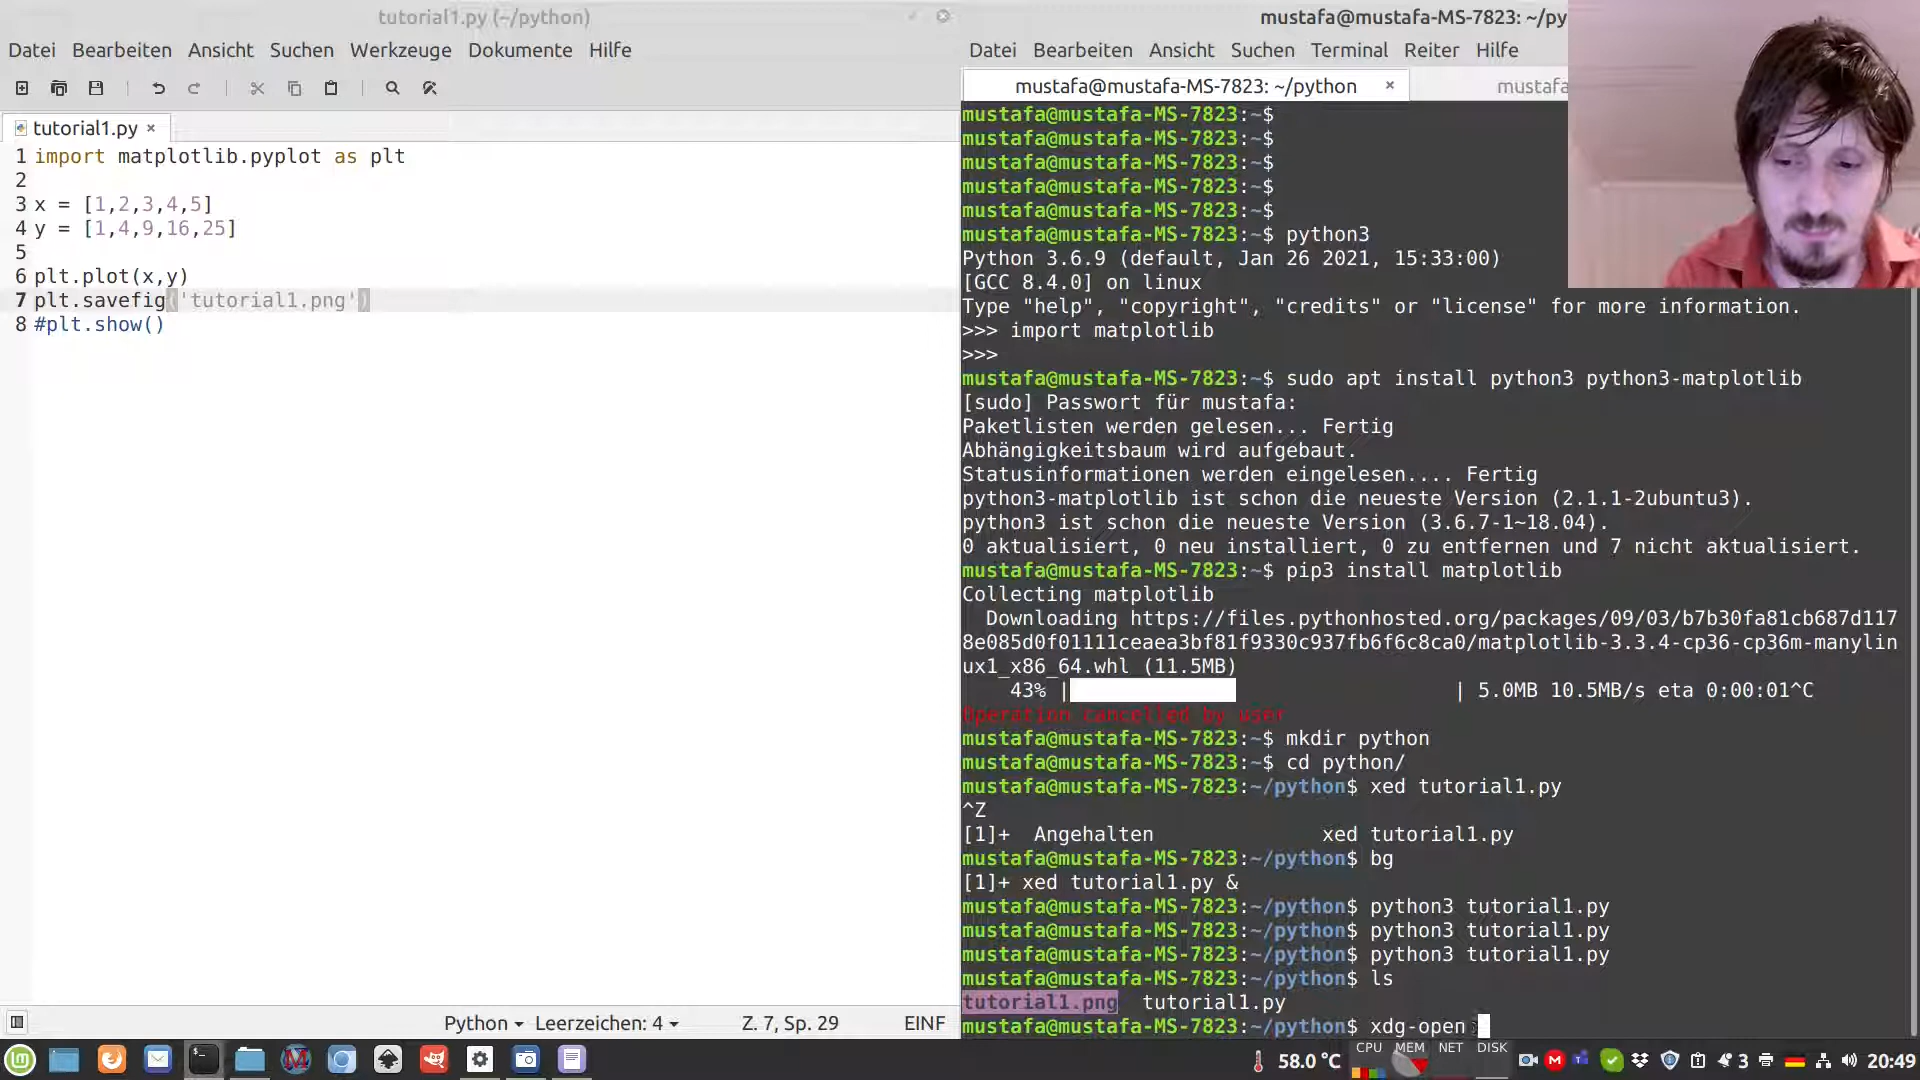 tutorial1.py (~/python)
Datei Bearbeiten Ansicht Suchen Werkzeuge Dokumente Hilfe
tutorial1.py ×
1 import matplotlib.pyplot as plt
2
3 x = [1,2,3,4,5]
4 y = [1,4,9,16,25]
5
6 plt.plot(x,y)
7 plt.savefig('tutorial1.png')
8 #plt.show()
Python Leerzeichen: 4 Z. 7, Sp. 29 EINF
mustafa@mustafa-MS-7823: ~/py
Datei Bearbeiten Ansicht Suchen Terminal Reiter Hilfe
mustafa@mustafa-MS-7823: ~/python × mustafa
mustafa@mustafa-MS-7823:~$
mustafa@mustafa-MS-7823:~$
mustafa@mustafa-MS-7823:~$
mustafa@mustafa-MS-7823:~$
mustafa@mustafa-MS-7823:~$
mustafa@mustafa-MS-7823:~$ python3
Python 3.6.9 (default, Jan 26 2021, 15:33:00)
[GCC 8.4.0] on linux
Type "help", "copyright", "credits" or "license" for more information.
>>> import matplotlib
>>>
mustafa@mustafa-MS-7823:~$ sudo apt install python3 python3-matplotlib
[sudo] Passwort für mustafa:
Paketlisten werden gelesen... Fertig
Abhängigkeitsbaum wird aufgebaut.
Statusinformationen werden eingelesen.... Fertig
python3-matplotlib ist schon die neueste Version (2.1.1-2ubuntu3).
python3 ist schon die neueste Version (3.6.7-1~18.04).
0 aktualisiert, 0 neu installiert, 0 zu entfernen und 7 nicht aktualisiert.
mustafa@mustafa-MS-7823:~$ pip3 install matplotlib
Collecting matplotlib
Downloading https://files.pythonhosted.org/packages/09/03/b7b30fa81cb687d117
8e085d0f01111ceaea3bf81f9330c937fb6f6c8ca0/matplotlib-3.3.4-cp36-cp36m-manylin
ux1_x86_64.whl (11.5MB)
43% | | 5.0MB 10.5MB/s eta 0:00:01^C
Operation cancelled by user
mustafa@mustafa-MS-7823:~$ mkdir python
mustafa@mustafa-MS-7823:~$ cd python/
mustafa@mustafa-MS-7823:~/python$ xed tutorial1.py
^Z
[1]+ Angehalten xed tutorial1.py
mustafa@mustafa-MS-7823:~/python$ bg
[1]+ xed tutorial1.py &
mustafa@mustafa-MS-7823:~/python$ python3 tutorial1.py
mustafa@mustafa-MS-7823:~/python$ python3 tutorial1.py
mustafa@mustafa-MS-7823:~/python$ python3 tutorial1.py
mustafa@mustafa-MS-7823:~/python$ ls
tutorial1.png tutorial1.py
mustafa@mustafa-MS-7823:~/python$ xdg-open
58.0 °C CPU MEM NET DISK 3 20:49